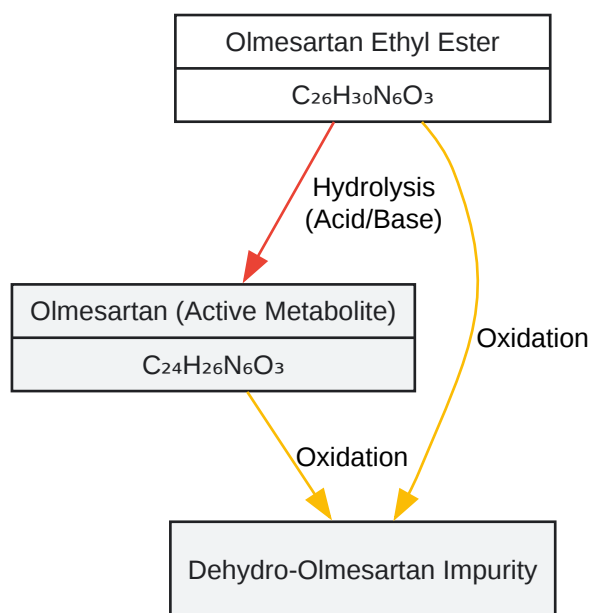 Olmesartan Ethyl Ester
C₂₆H₃₀N₆O₃
Hydrolysis
(Acid/Base)
Olmesartan (Active Metabolite)
C₂₄H₂₆N₆O₃
Oxidation
Oxidation
Dehydro-Olmesartan Impurity